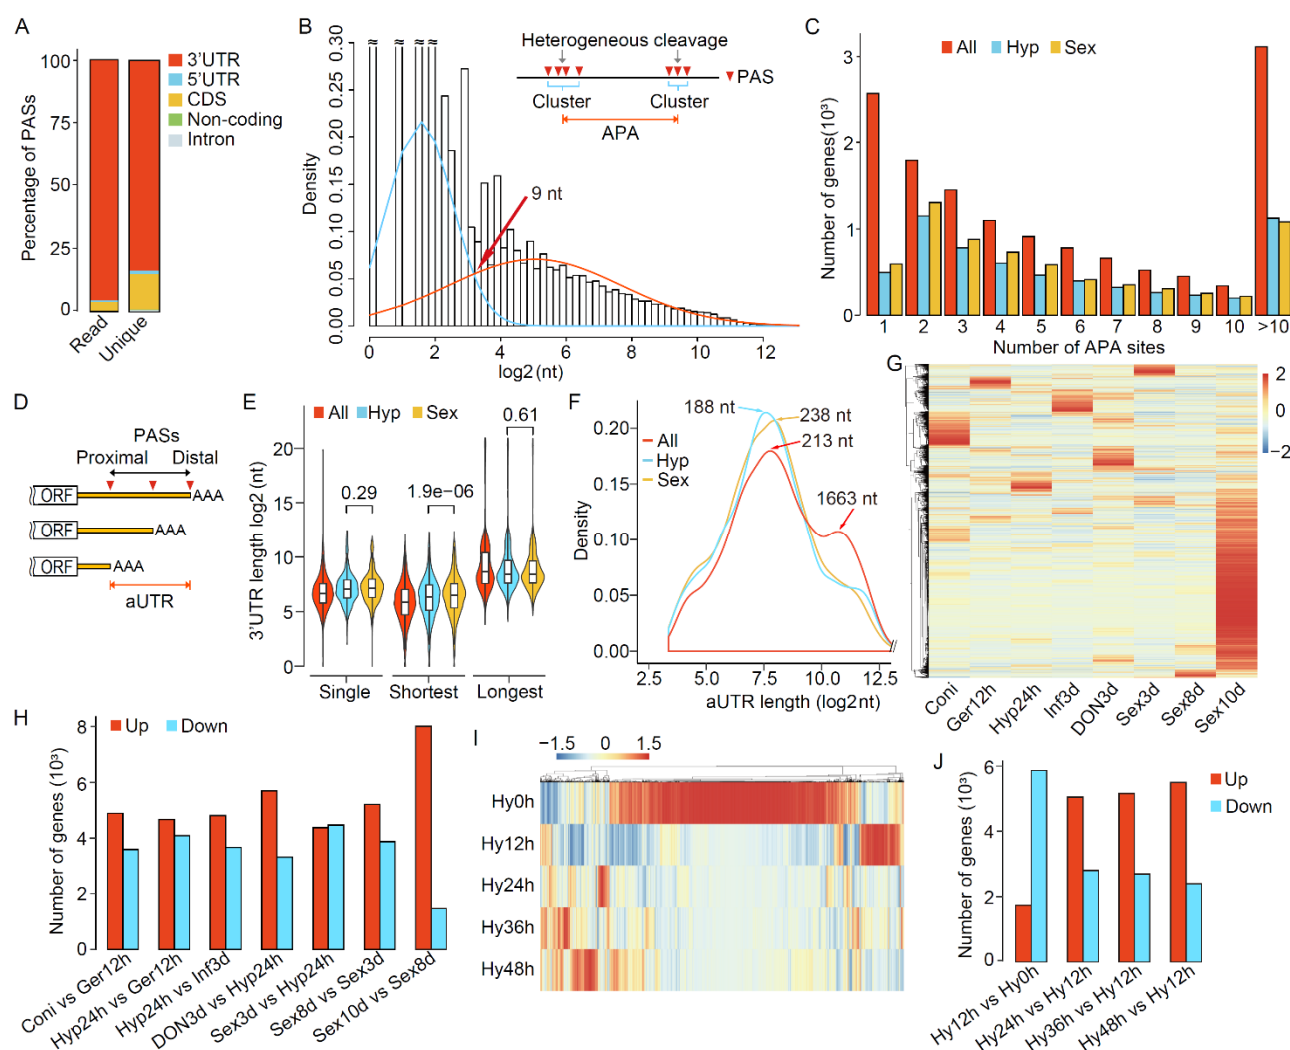 A
Percentage of PASs
100
75
50
25
0
Read
Unique
3’UTR
5’UTR
CDS
Non-coding
Intron
B
Density
0.30
0.25
0.20
0.15
0.10
0.05
0.00
0 2 4 6 8 10 12
log2 (nt)
9 nt
Heterogeneous cleavage
PAS
Cluster Cluster
APA
C
Number of genes(10³)
3
2
1
0
All Hyp Sex
1 2 3 4 5 6 7 8 9 10 >10
Number of APA sites
D
PASs
Proximal Distal
ORF AAA
ORF AAA
ORF AAA
aUTR
E
All Hyp Sex
3'UTR length log2 (nt)
20
15
10
5
0
0.29
1.9e−06
0.61
Single Shortest Longest
F
Density
0.20
0.15
0.10
0.05
0.00
All
Hyp
Sex
188 nt
238 nt
213 nt
1663 nt
2.5 5.0 7.5 10.0 12.5
aUTR length (log2nt)
G
2
0
−2
Coni
Ger12h
Hyp24h
Inf3d
DON3d
Sex3d
Sex8d
Sex10d
H
Up Down
Number of genes (10³)
8
6
4
2
0
Coni vs Ger12h
Hyp24h vs Ger12h
Hyp24h vs Inf3d
DON3d vs Hyp24h
Sex3d vs Hyp24h
Sex8d vs Sex3d
Sex10d vs Sex8d
I
−1.5 0 1.5
Hy0h
Hy12h
Hy24h
Hy36h
Hy48h
J
Number of genes (10³)
6
4
2
0
Up
Down
Hy12h vs Hy0h
Hy24h vs Hy12h
Hy36h vs Hy12h
Hy48h vs Hy12h